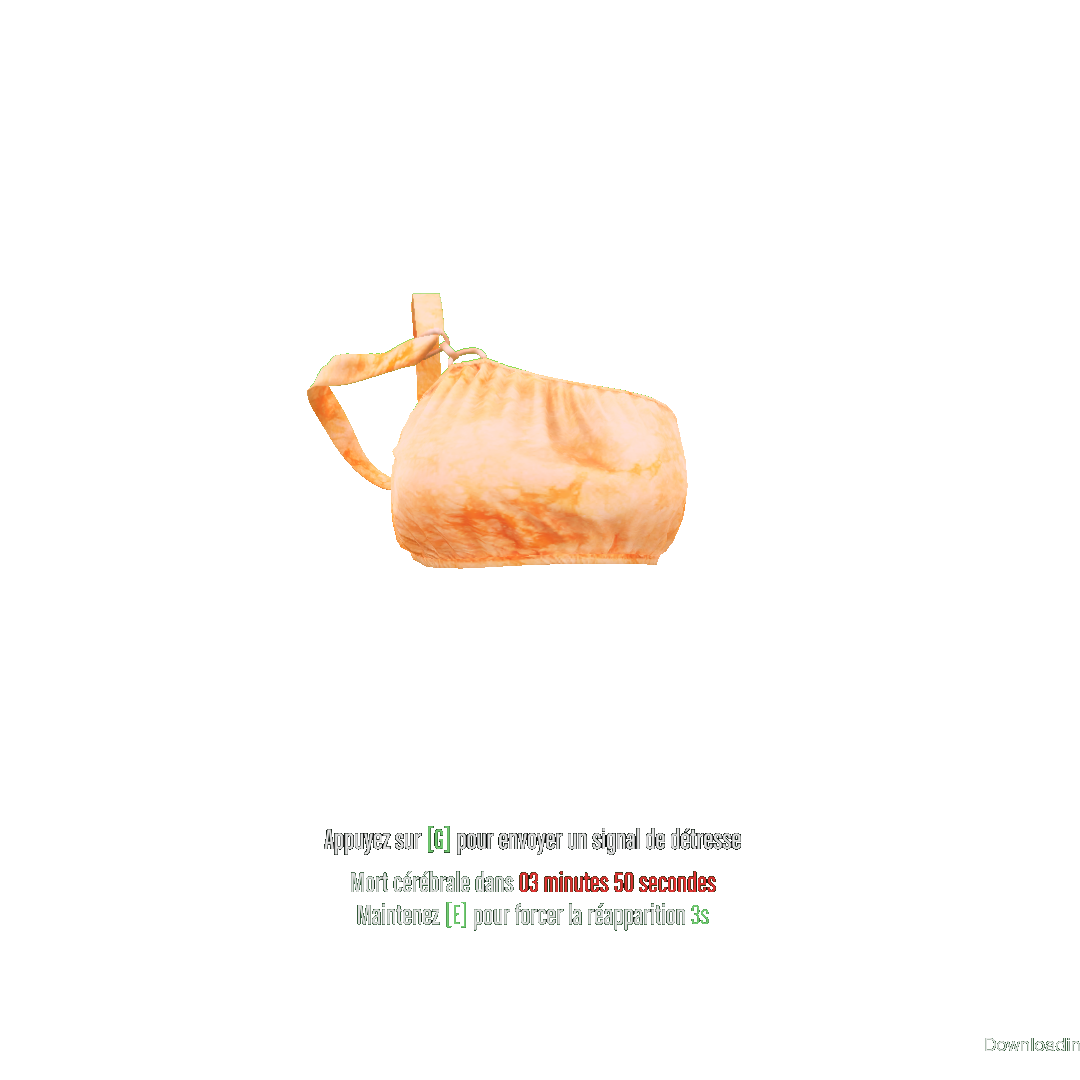 Appuyez sur [G] pour envoyer un signal de détresse
Mort cérébrale dans 03 minutes 50 secondes
Maintenez [E] pour forcer la réapparition 3s
Downloadin